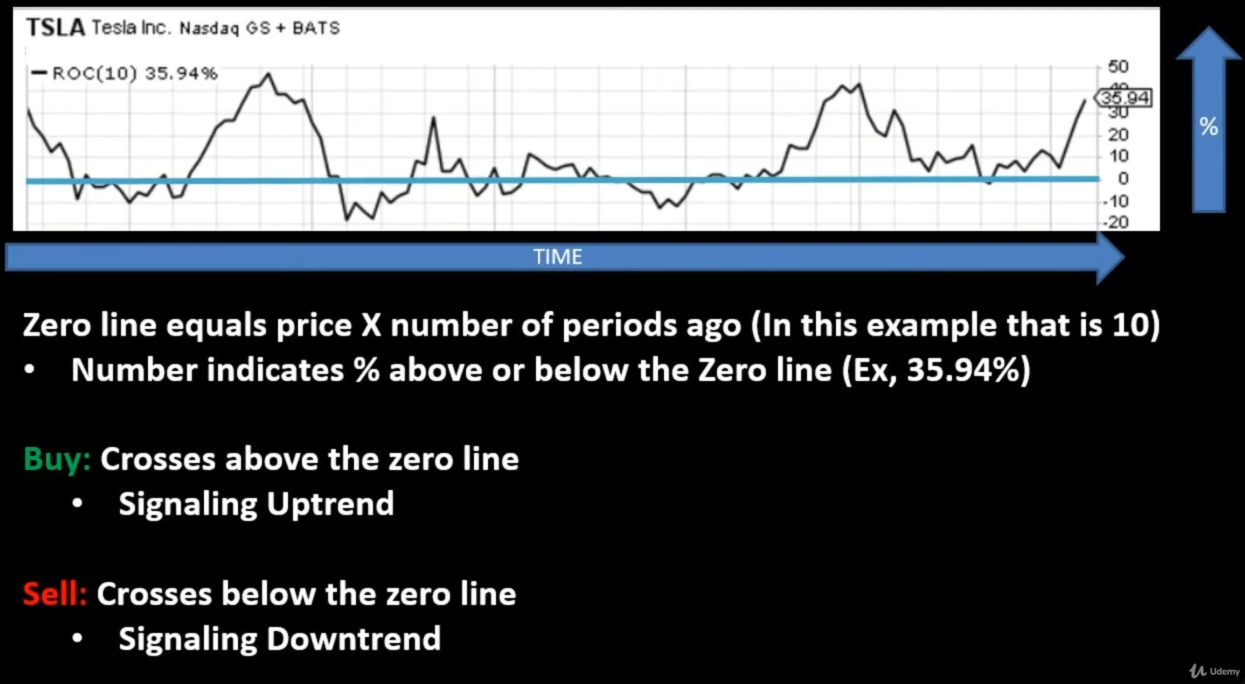 TSLA Tesla Inc. Nasdaq GS + BATS
ROC(10) 35.94%
50
40
35.94
30
20
10
0
-10
-20
%
TIME
Zero line equals price X number of periods ago (In this example that is 10)
• Number indicates % above or below the Zero line (Ex, 35.94%)
Buy: Crosses above the zero line
• Signaling Uptrend
Sell: Crosses below the zero line
• Signaling Downtrend
Udemy